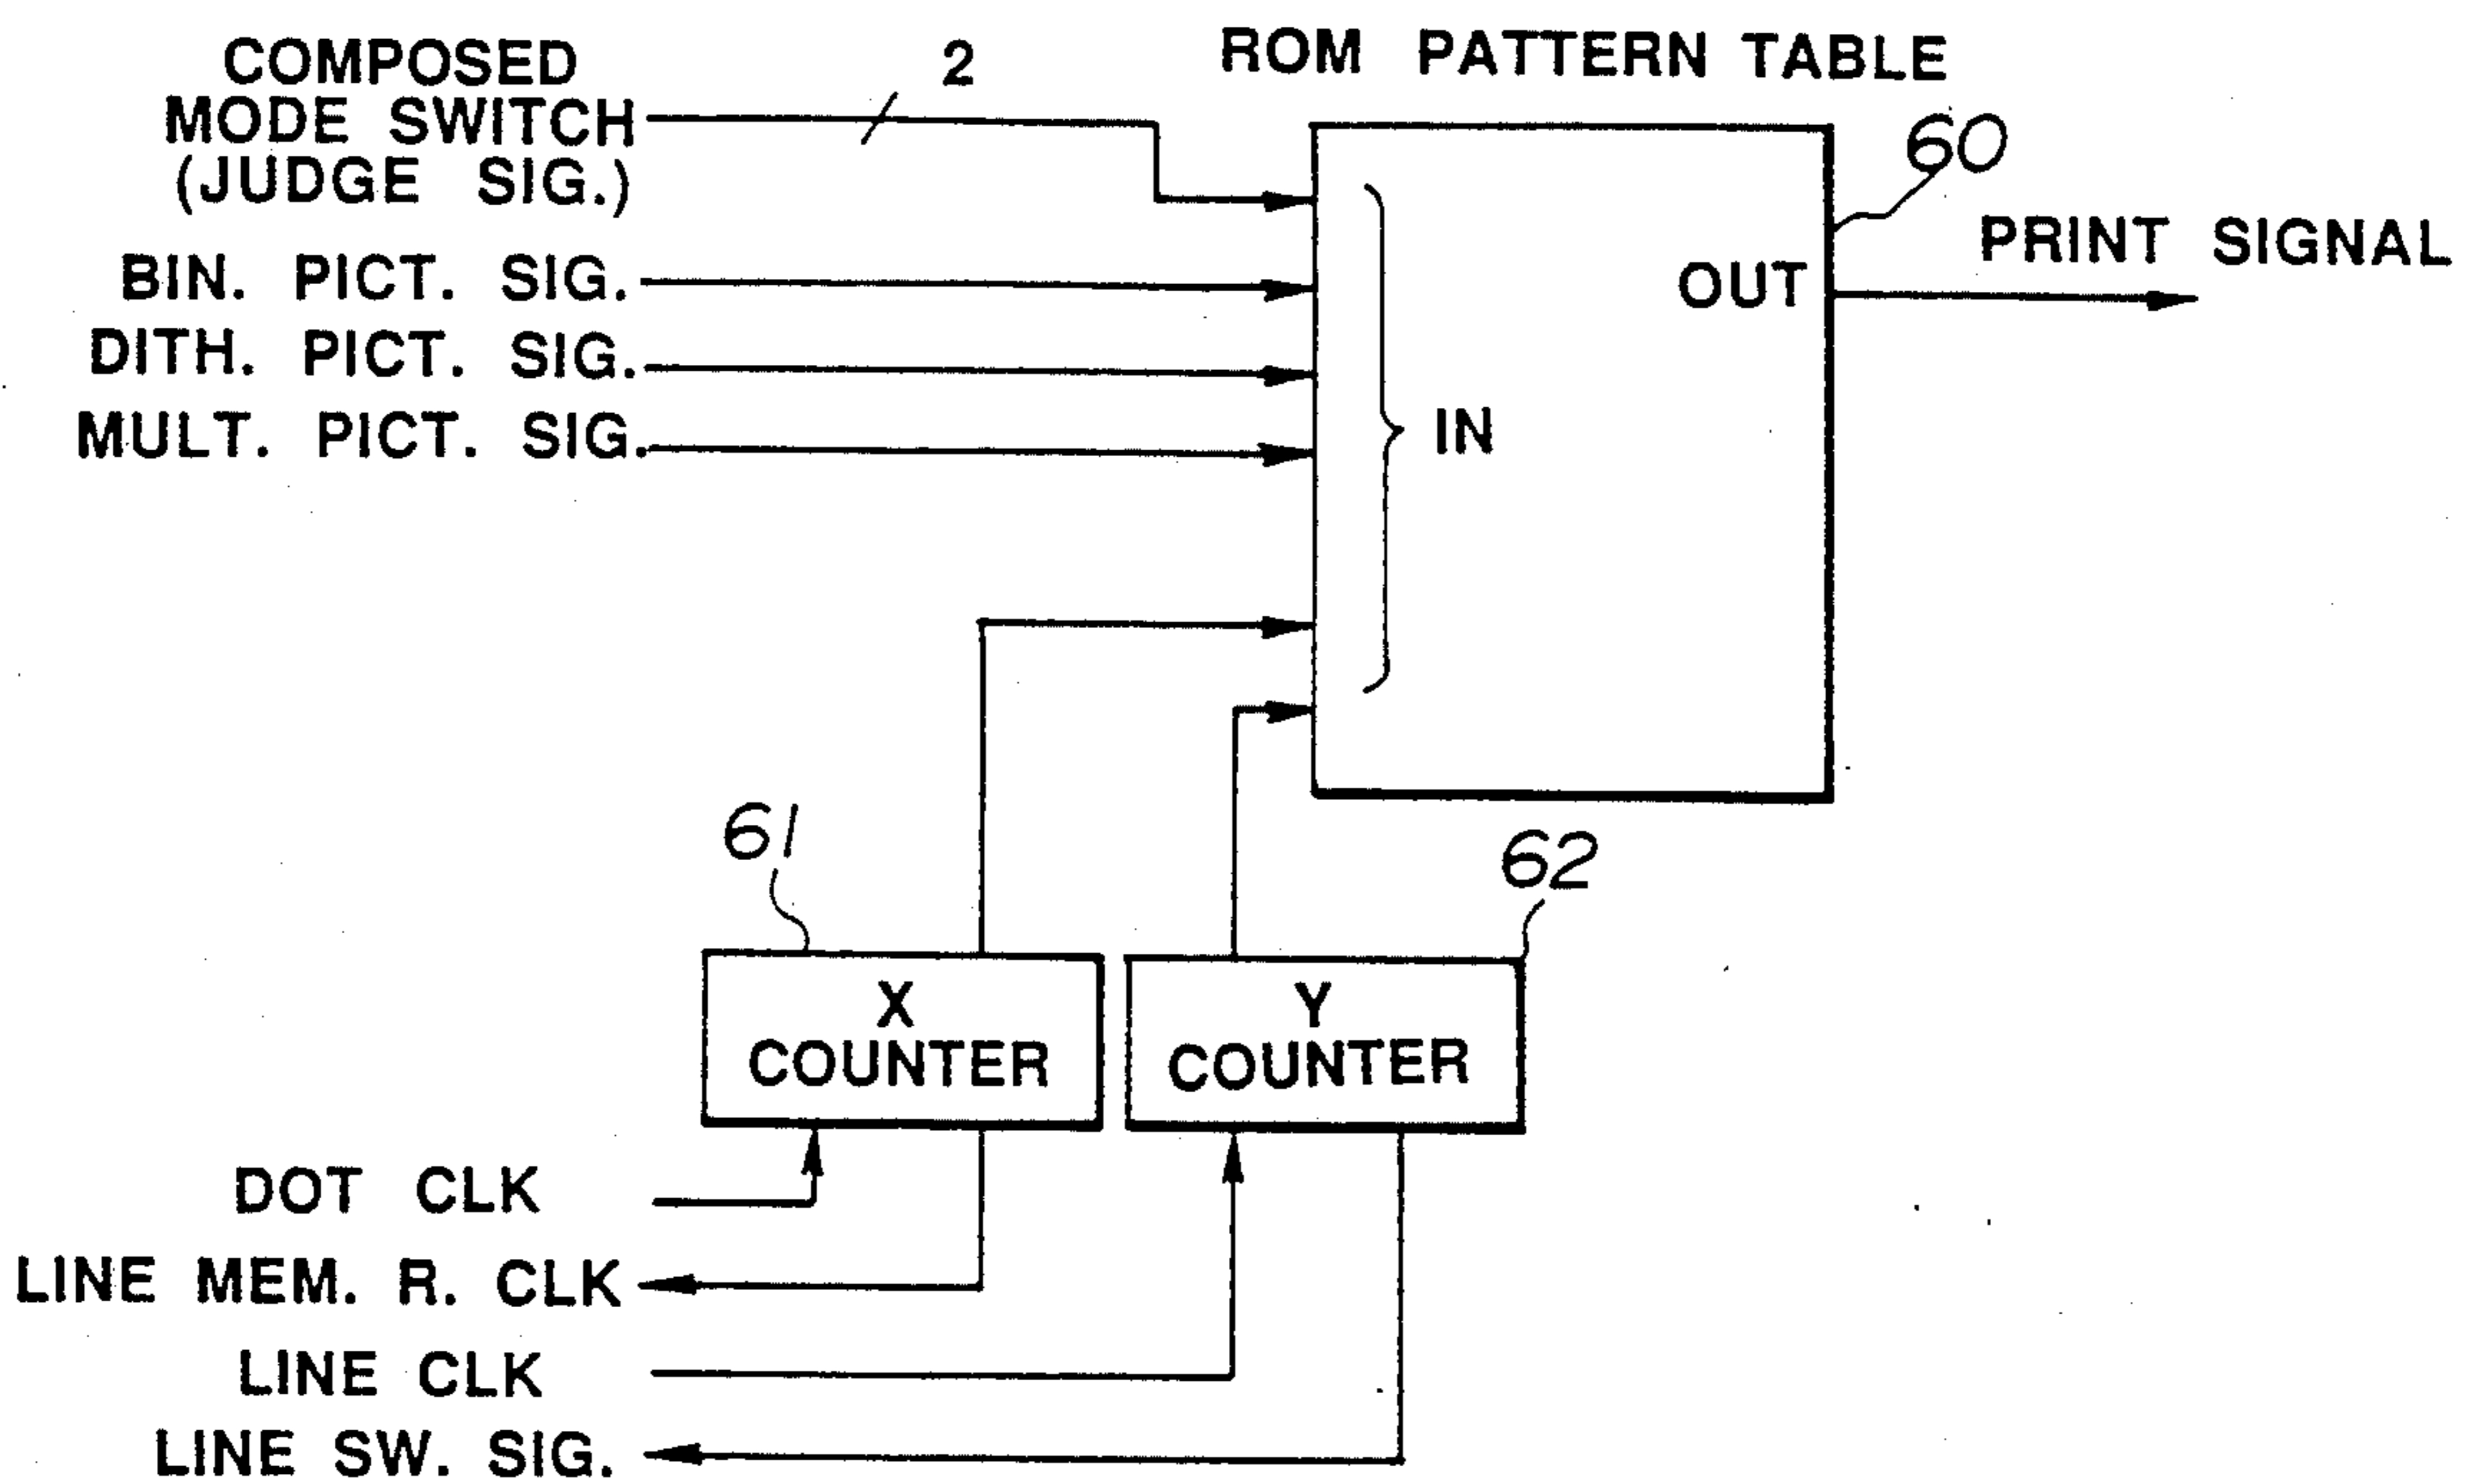 COMPOSED
MODE SWITCH
(JUDGE SIG.)
2
ROM PATTERN TABLE
60
BIN. PICT. SIG.
DITH. PICT. SIG.
MULT. PICT. SIG.
IN
OUT
PRINT SIGNAL
61
62
X
COUNTER
Y
COUNTER
DOT CLK
LINE MEM. R. CLK
LINE CLK
LINE SW. SIG.